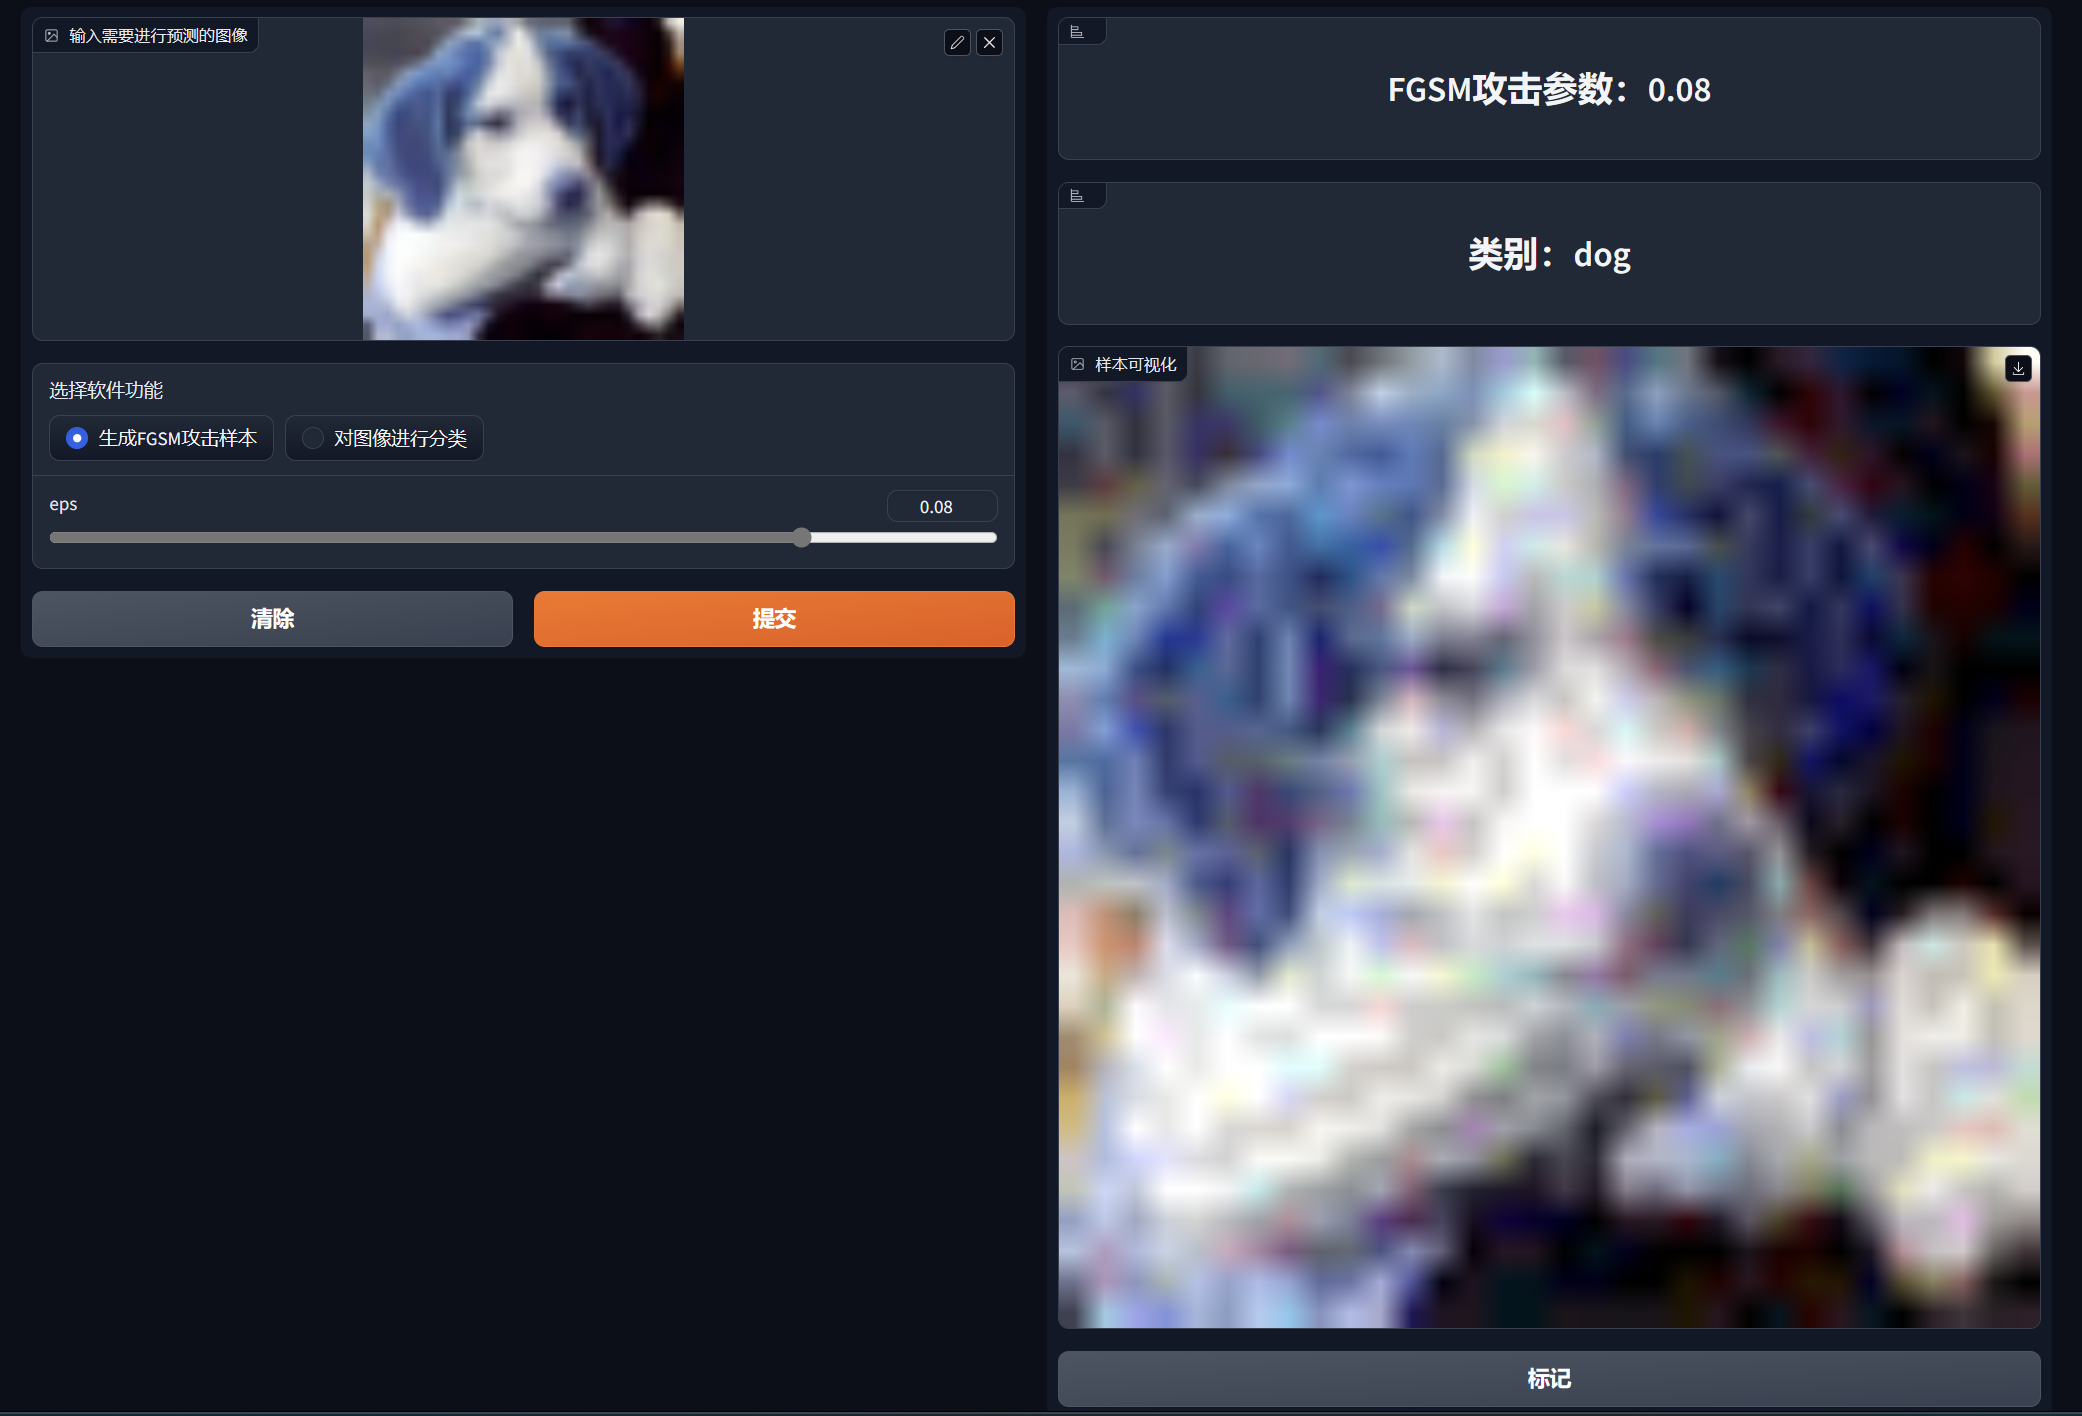 输入需要进行预测的图像
选择软件功能
生成FGSM攻击样本
对图像进行分类
eps
0.08
清除
提交
FGSM攻击参数：0.08
类别：dog
样本可视化
标记